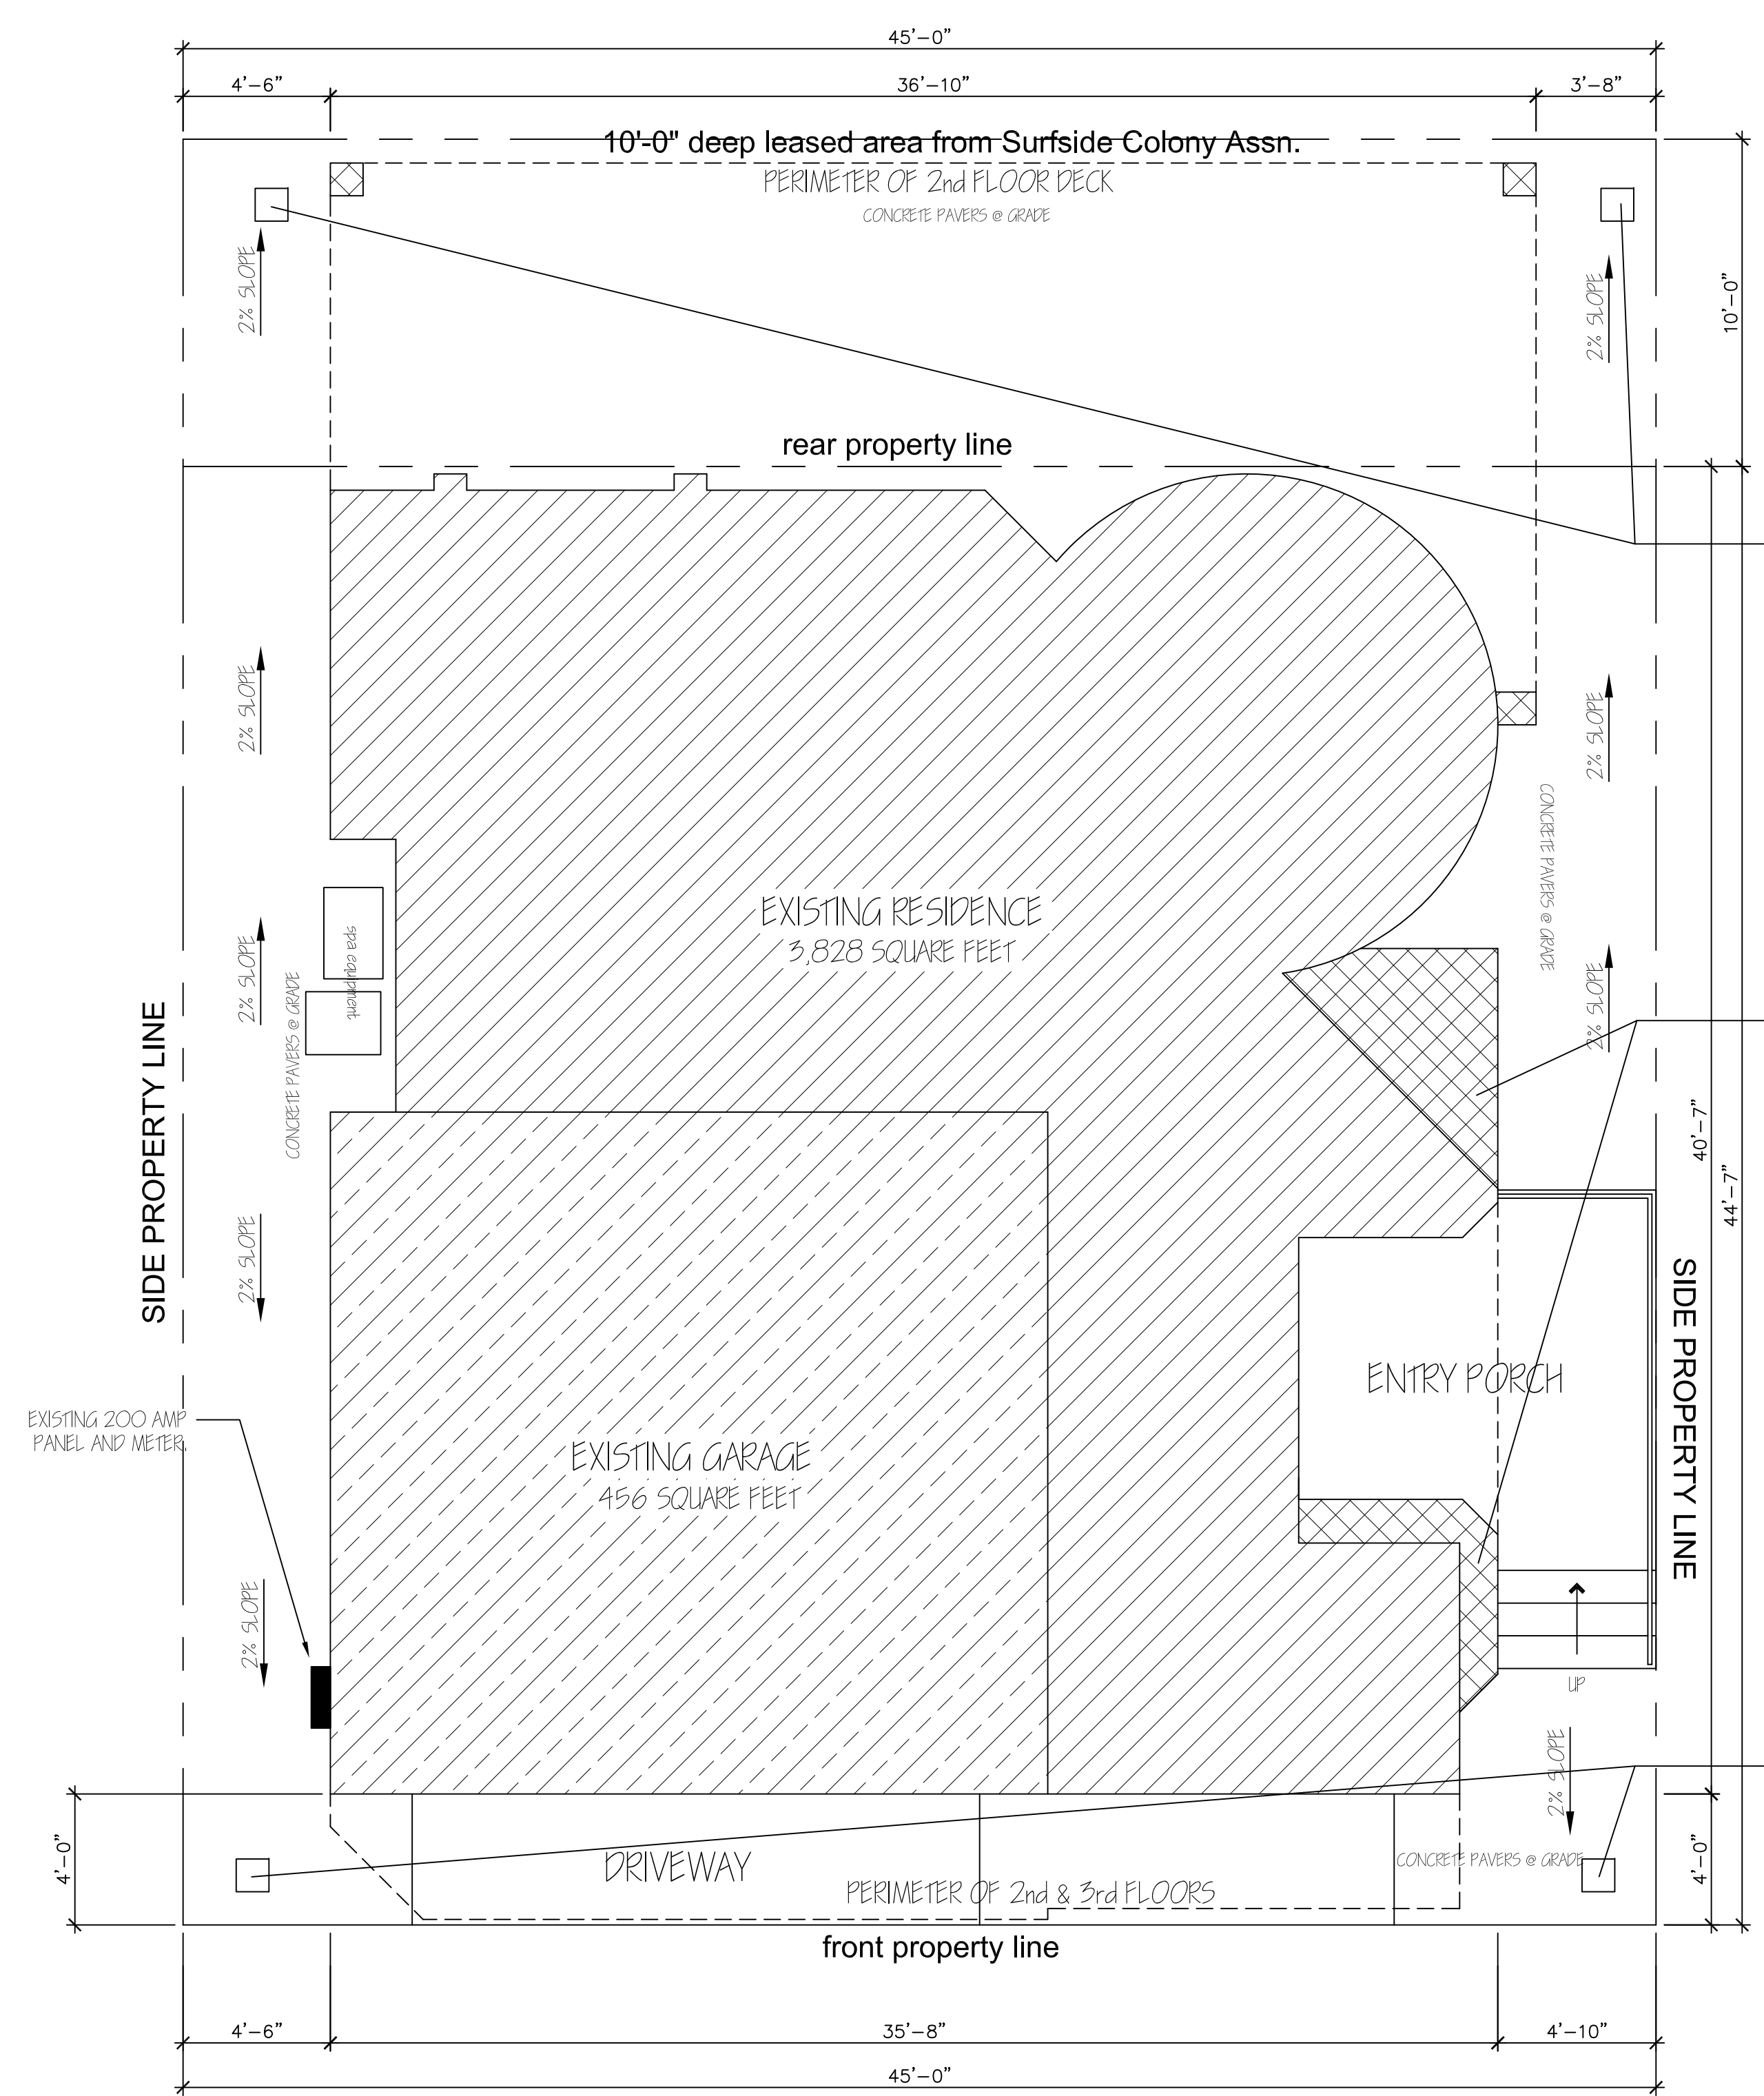 45'-0"
4'-6"
36'-10"
3'-8"
10'-0" deep leased area from Surfside Colony Assn.
PERIMETER OF 2nd FLOOR DECK
CONCRETE PAVERS @ GRADE
2% SLOPE
2% SLOPE
10'-0"
rear property line
2% SLOPE
2% SLOPE
CONCRETE PAVERS @ GRADE
EXISTING RESIDENCE
3,828 SQUARE FEET
spa equipment
2% SLOPE
2% SLOPE
CONCRETE PAVERS @ GRADE
SIDE PROPERTY LINE
40'-7"
44'-7"
2% SLOPE
SIDE PROPERTY LINE
ENTRY PORCH
EXISTING 200 AMP
PANEL AND METER.
EXISTING GARAGE
456 SQUARE FEET
2% SLOPE
UP
2% SLOPE
4'-0"
DRIVEWAY
CONCRETE PAVERS @ GRADE
4'-0"
PERIMETER OF 2nd & 3rd FLOORS
front property line
4'-6"
35'-8"
4'-10"
45'-0"